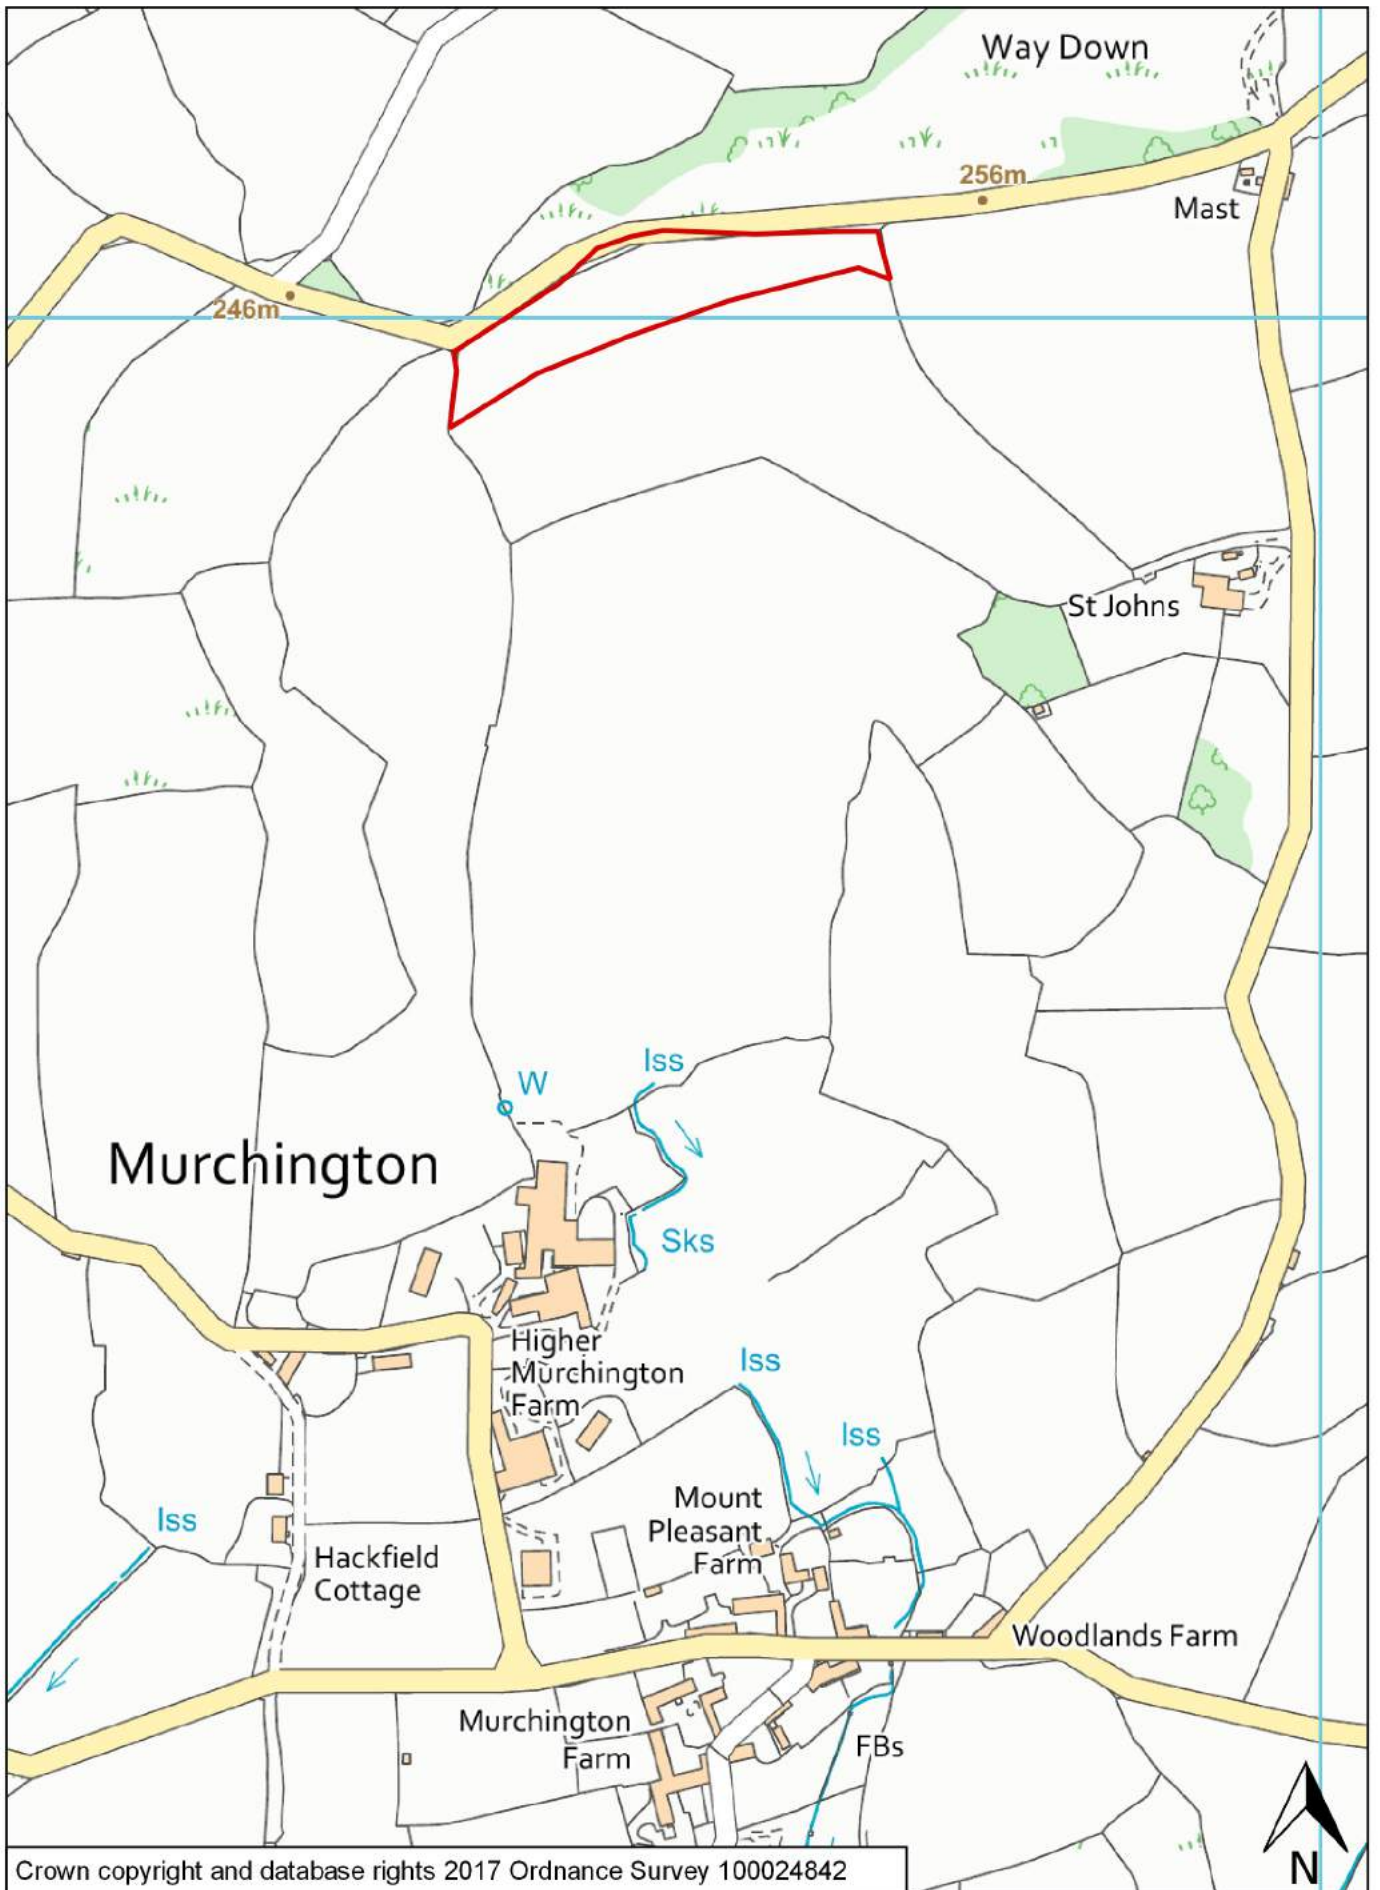 Way Down
256m
Mast
246m
St Johns
W
Iss
Murchington
Sks
Higher
Murchington
Farm
Iss
Iss
Mount
Pleasant
Farm
Iss
Hackfield
Cottage
Woodlands Farm
Murchington
Farm
FBs
N
Crown copyright and database rights 2017 Ordnance Survey 100024842